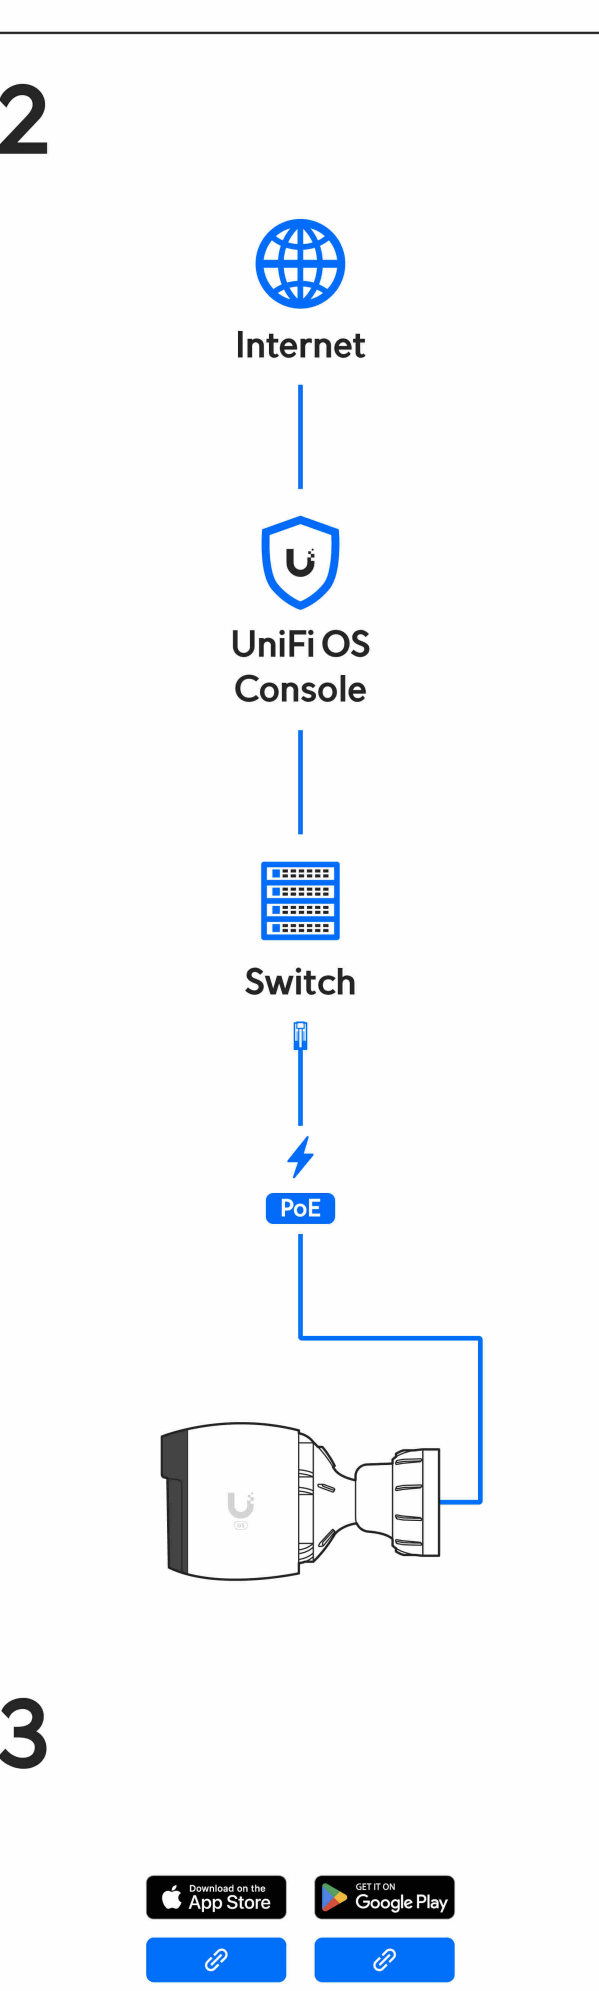 2
Internet
UniFi OS
Console
Switch
PoE
3
Download on the
App Store
GET IT ON
Google Play